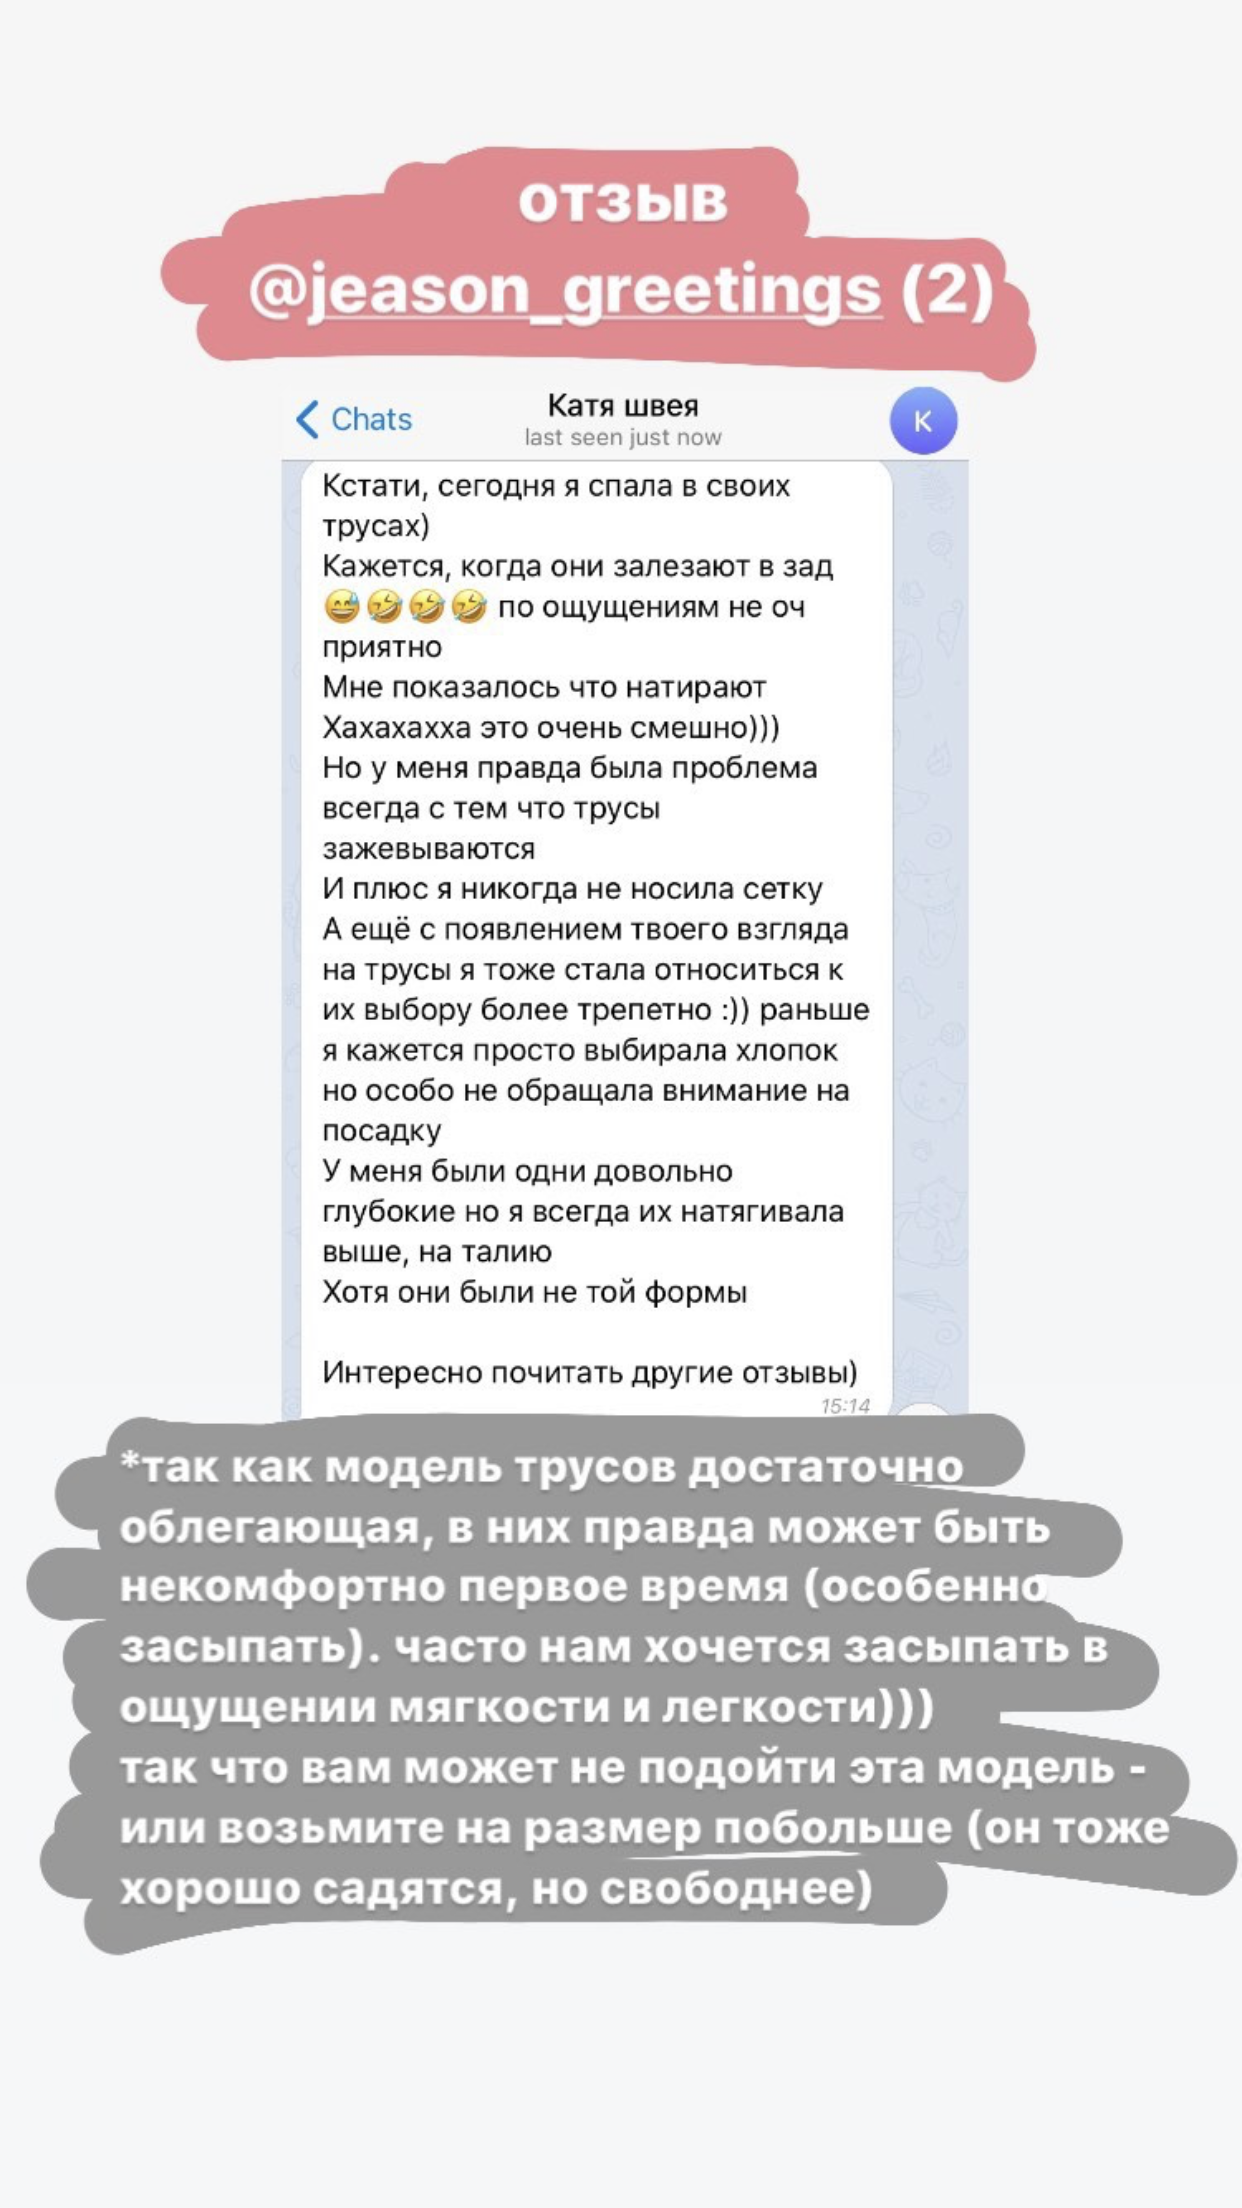 отзыв
@jeason_greetings (2)
Chats
Катя швея
last seen just now
K
Кстати, сегодня я спала в своих
трусах)
Кажется, когда они залезают в зад
😅🤣🤣🤣 по ощущениям не оч
приятно
Мне показалось что натирают
Хахахахха это очень смешно)))
Но у меня правда была проблема
всегда с тем что трусы
зажевываются
И плюс я никогда не носила сетку
А ещё с появлением твоего взгляда
на трусы я тоже стала относиться к
их выбору более трепетно :)) раньше
я кажется просто выбирала хлопок
но особо не обращала внимание на
посадку
У меня были одни довольно
глубокие но я всегда их натягивала
выше, на талию
Хотя они были не той формы
Интересно почитать другие отзывы)
15:14
*так как модель трусов достаточно
облегающая, в них правда может быть
некомфортно первое время (особенно
засыпать). часто нам хочется засыпать в
ощущении мягкости и легкости)))
так что вам может не подойти эта модель -
или возьмите на размер побольше (он тоже
хорошо садятся, но свободнее)